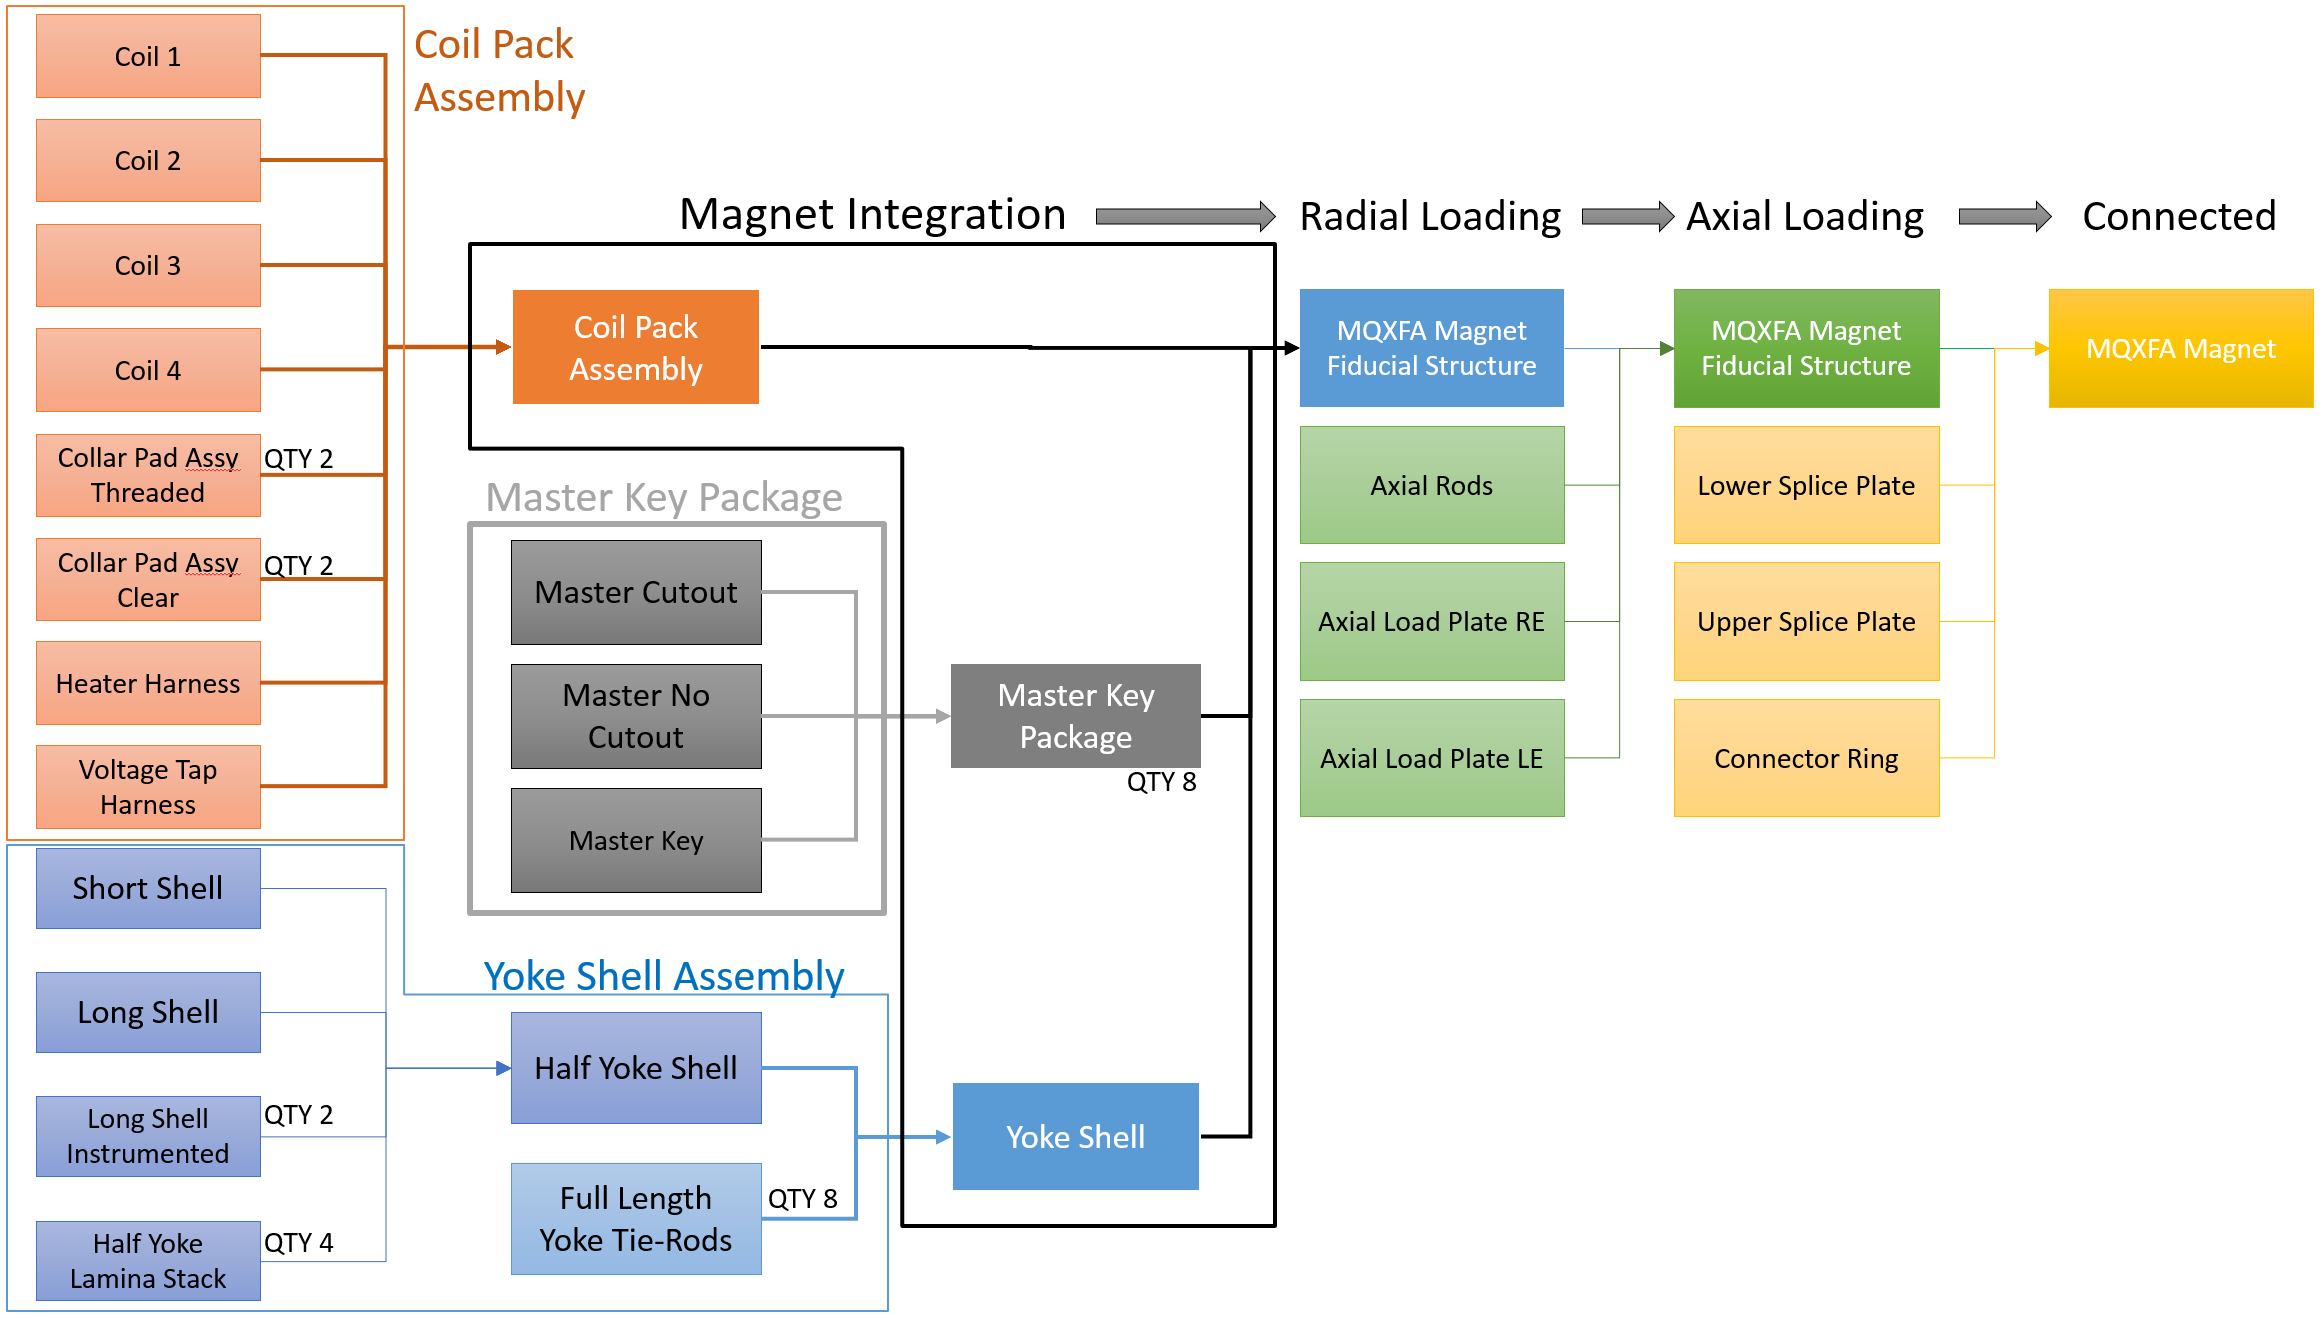 Coil 1
Coil 2
Coil 3
Coil 4
Collar Pad Assy
Threaded
QTY 2
Collar Pad Assy
Clear
QTY 2
Heater Harness
Voltage Tap
Harness
Coil Pack
Assembly
Short Shell
Long Shell
Long Shell
Instrumented
QTY 2
Half Yoke
Lamina Stack
QTY 4
Yoke Shell Assembly
Half Yoke Shell
Full Length
Yoke Tie-Rods
QTY 8
Master Key Package
Master Cutout
Master No
Cutout
Master Key
Magnet Integration
Coil Pack
Assembly
Master Key
Package
QTY 8
Yoke Shell
Radial Loading
MQXFA Magnet
Fiducial Structure
Axial Rods
Axial Load Plate RE
Axial Load Plate LE
Axial Loading
MQXFA Magnet
Fiducial Structure
Lower Splice Plate
Upper Splice Plate
Connector Ring
Connected
MQXFA Magnet